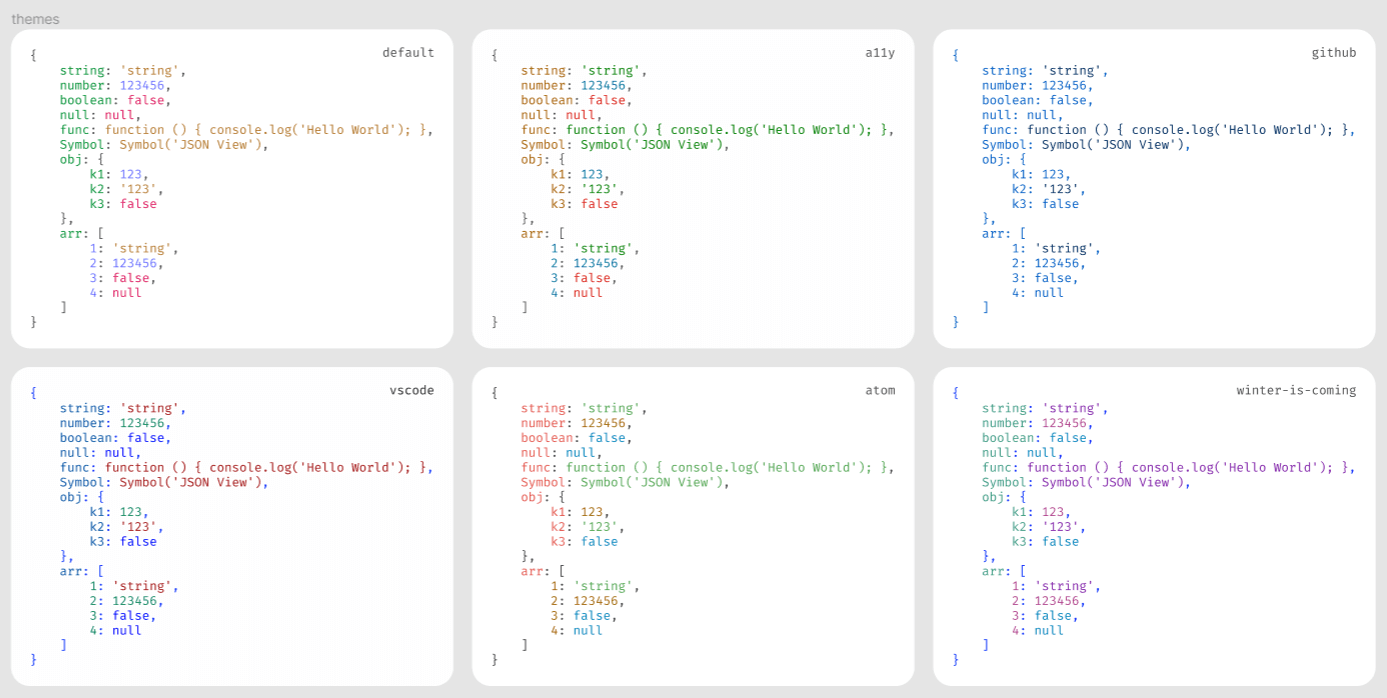 themes
default
{
    string: 'string',
    number: 123456,
    boolean: false,
    null: null,
    func: function () { console.log('Hello World'); },
    Symbol: Symbol('JSON View'),
    obj: {
        k1: 123,
        k2: '123',
        k3: false
    },
    arr: [
        1: 'string',
        2: 123456,
        3: false,
        4: null
    ]
}
a11y
{
    string: 'string',
    number: 123456,
    boolean: false,
    null: null,
    func: function () { console.log('Hello World'); },
    Symbol: Symbol('JSON View'),
    obj: {
        k1: 123,
        k2: '123',
        k3: false
    },
    arr: [
        1: 'string',
        2: 123456,
        3: false,
        4: null
    ]
}
github
{
    string: 'string',
    number: 123456,
    boolean: false,
    null: null,
    func: function () { console.log('Hello World'); },
    Symbol: Symbol('JSON View'),
    obj: {
        k1: 123,
        k2: '123',
        k3: false
    },
    arr: [
        1: 'string',
        2: 123456,
        3: false,
        4: null
    ]
}
vscode
{
    string: 'string',
    number: 123456,
    boolean: false,
    null: null,
    func: function () { console.log('Hello World'); },
    Symbol: Symbol('JSON View'),
    obj: {
        k1: 123,
        k2: '123',
        k3: false
    },
    arr: [
        1: 'string',
        2: 123456,
        3: false,
        4: null
    ]
}
atom
{
    string: 'string',
    number: 123456,
    boolean: false,
    null: null,
    func: function () { console.log('Hello World'); },
    Symbol: Symbol('JSON View'),
    obj: {
        k1: 123,
        k2: '123',
        k3: false
    },
    arr: [
        1: 'string',
        2: 123456,
        3: false,
        4: null
    ]
}
winter-is-coming
{
    string: 'string',
    number: 123456,
    boolean: false,
    null: null,
    func: function () { console.log('Hello World'); },
    Symbol: Symbol('JSON View'),
    obj: {
        k1: 123,
        k2: '123',
        k3: false
    },
    arr: [
        1: 'string',
        2: 123456,
        3: false,
        4: null
    ]
}